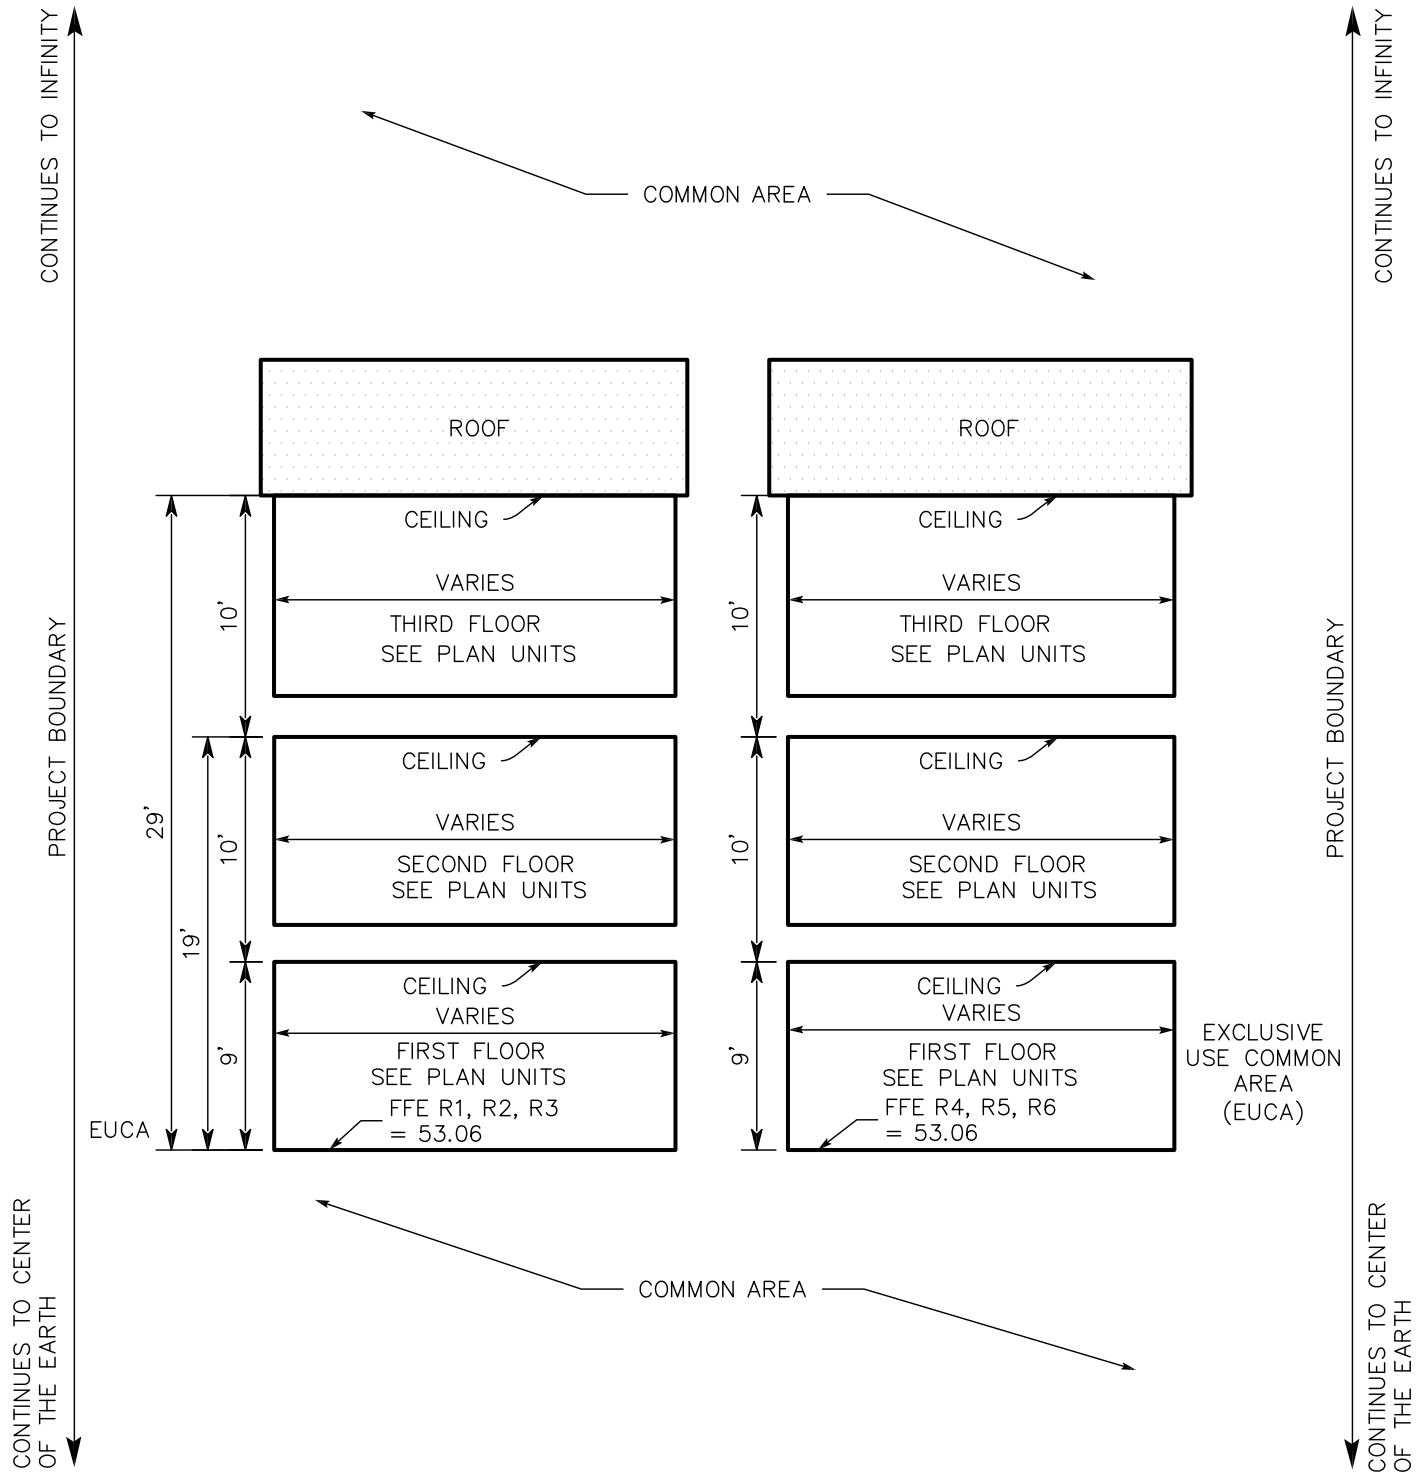 CONTINUES TO INFINITY
CONTINUES TO INFINITY
COMMON AREA
ROOF
ROOF
CEILING
CEILING
VARIES
VARIES
10'
10'
THIRD FLOOR
SEE PLAN UNITS
THIRD FLOOR
SEE PLAN UNITS
PROJECT BOUNDARY
PROJECT BOUNDARY
CEILING
CEILING
29'
VARIES
VARIES
10'
10'
SECOND FLOOR
SEE PLAN UNITS
SECOND FLOOR
SEE PLAN UNITS
19'
CEILING
CEILING
VARIES
VARIES
9'
9'
FIRST FLOOR
SEE PLAN UNITS
FFE R1, R2, R3
= 53.06
FIRST FLOOR
SEE PLAN UNITS
FFE R4, R5, R6
= 53.06
EXCLUSIVE
USE COMMON
AREA
(EUCA)
EUCA
COMMON AREA
CONTINUES TO CENTER
OF THE EARTH
CONTINUES TO CENTER
OF THE EARTH